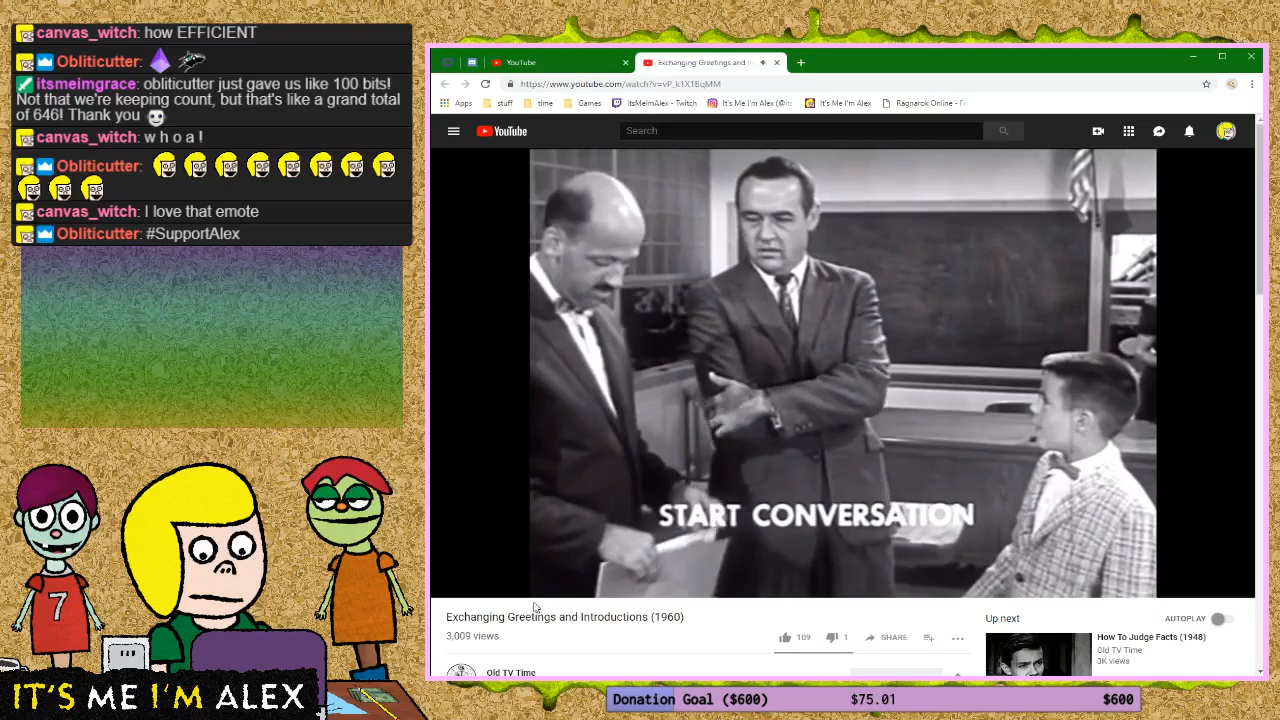 canvas_witch: how EFFICIENT
Obliticutter:
itsmeimgrace: obliticutter just gave us like 100 bits!
Not that we're keeping count, but that's like a grand total
of 646! Thank you
canvas_witch: w h o a !
Obliticutter:
canvas_witch: I love that emote
Obliticutter: #SupportAlex
YouTube
Exchanging Greetings and In
https://www.youtube.com/watch?v=vP_k1X1BqMM
Apps
stuff
time
Games
ItsMeImAlex - Twitch
It's Me I'm Alex (@its
It's Me I'm Alex
Ragnarok Online - Fri
YouTube
Search
START CONVERSATION
Exchanging Greetings and Introductions (1960)
3,009 views
109
1
SHARE
Old TV Time
Up next
AUTOPLAY
How To Judge Facts (1948)
Old TV Time
3K views
7
IT'S ME I'M ALEX
Donation Goal ($600)
$75.01
$600